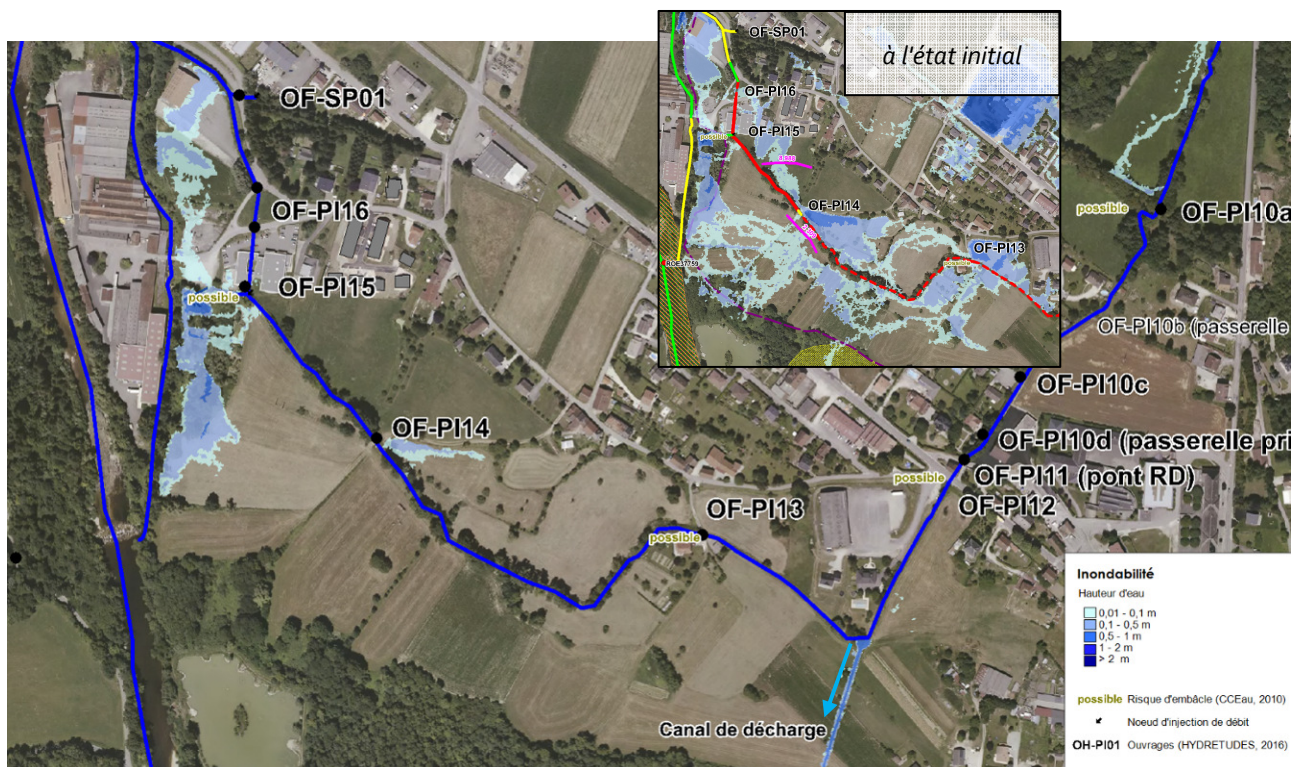 OF-SP01
à l'état initial
OF-SP01
OF-PI16
OF-PI15
possible
OF-PI16
possible
OF-PI10a
OF-PI15
possible
OF-PI14
OF-PI13
possible
ROE37759
OF-PI10b (passerelle
OF-PI10c
OF-PI14
OF-PI10d (passerelle pri
OF-PI11 (pont RD)
possible
OF-PI12
OF-PI13
possible
Canal de décharge
Inondabilité
Hauteur d'eau
0,01 - 0,1 m
0,1 - 0,5 m
0,5 - 1 m
1 - 2 m
> 2 m
possible Risque d'embâcle (CCEau, 2010)
Noeud d'injection de débit
OH-PI01 Ouvrages (HYDRETUDES, 2016)